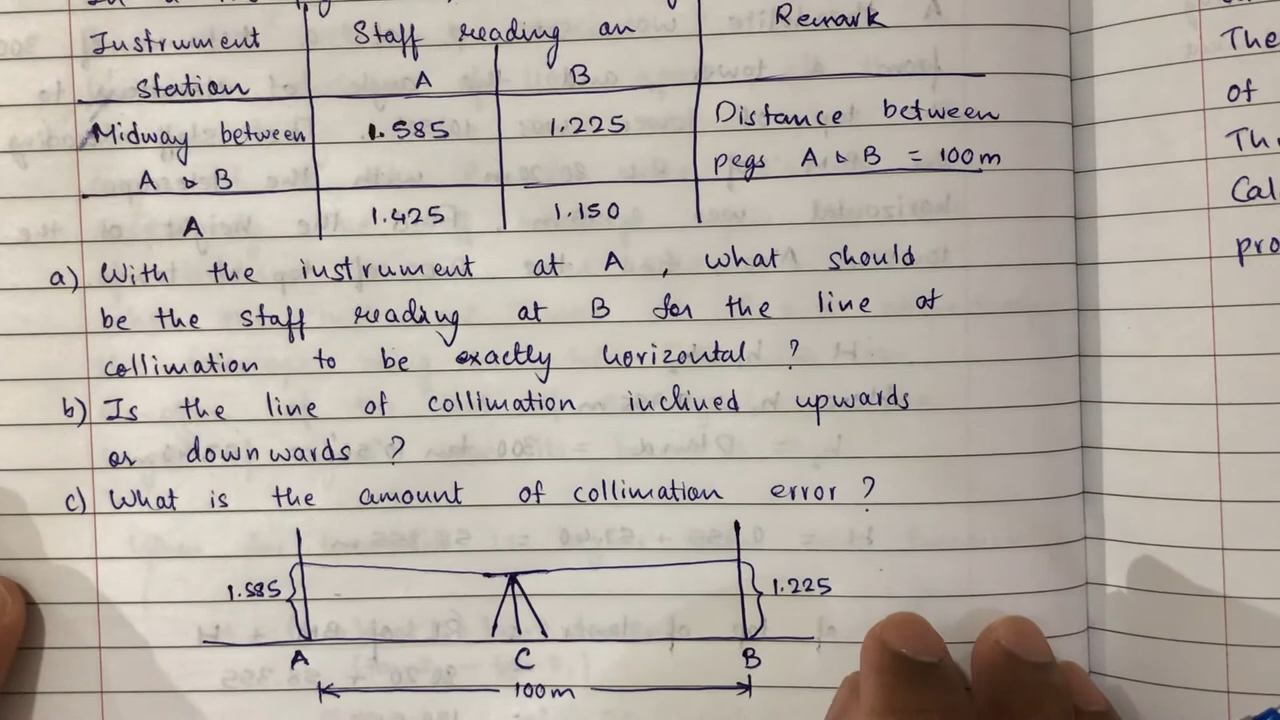 Instrument Staff reading on Remark
station A B
Midway between 1.585 1.225 Distance between
A & B pegs A & B = 100m
A 1.425 1.150
a) With the instrument at A, what should
be the staff reading at B for the line of
collimation to be exactly horizontal ?
b) Is the line of collimation inclined upwards
or downwards ?
c) What is the amount of collimation error ?
1.585 1.225
A C B
100m
The
of
Th
Cal
pro